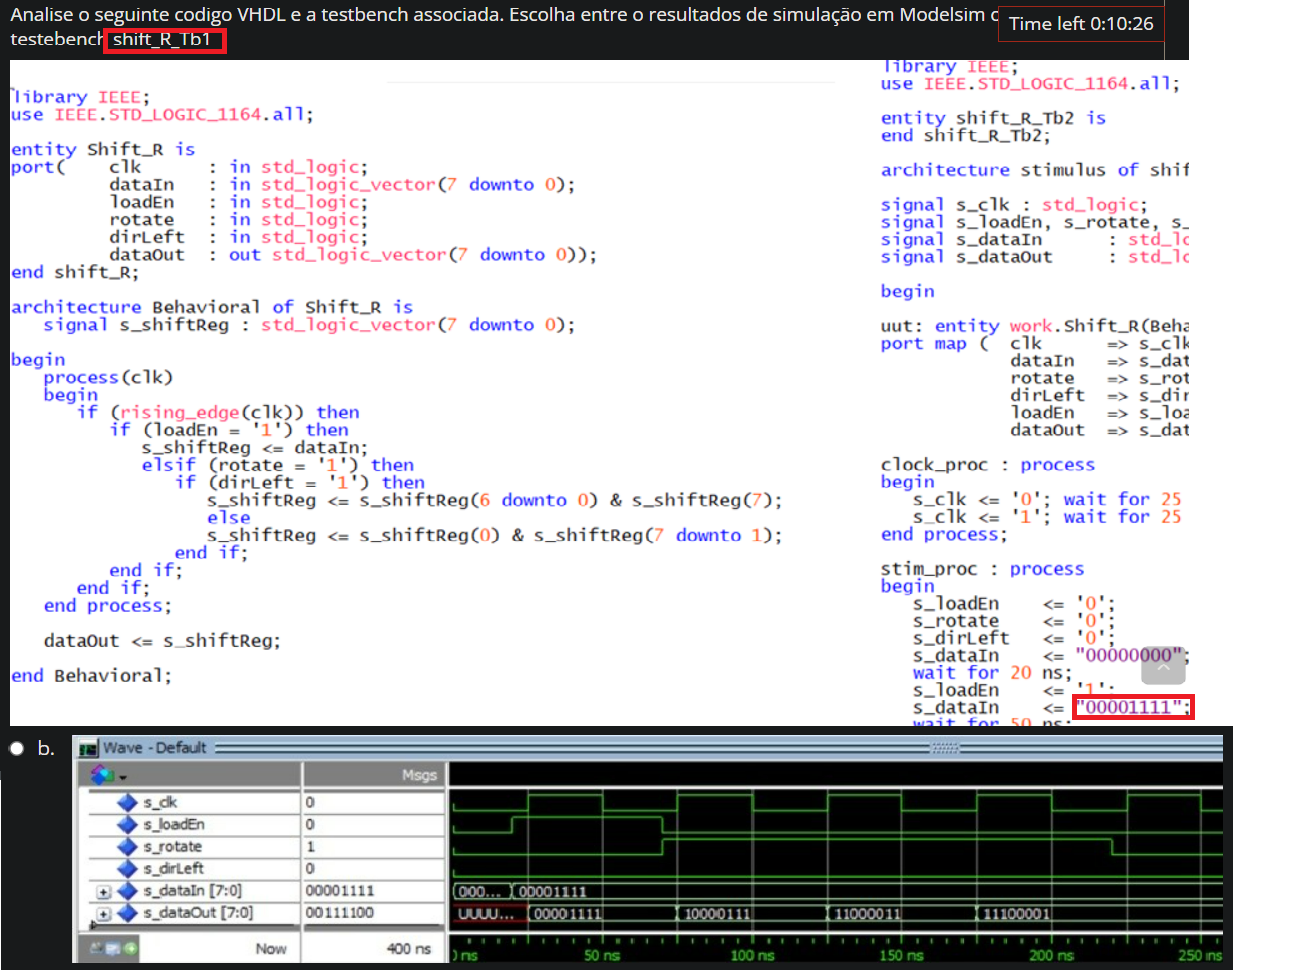 Analise o seguinte codigo VHDL e a testbench associada. Escolha entre o resultados de simulação em Modelsim
Time left 0:10:26
testebench shift_R_Tb1
library IEEE;
use IEEE.STD_LOGIC_1164.all;
entity Shift_R is
port( clk : in std_logic;
dataIn : in std_logic_vector(7 downto 0);
loadEn : in std_logic;
rotate : in std_logic;
dirLeft : in std_logic;
dataOut : out std_logic_vector(7 downto 0));
end shift_R;
architecture Behavioral of Shift_R is
signal s_shiftReg : std_logic_vector(7 downto 0);
begin
process(clk)
begin
if (rising_edge(clk)) then
if (loadEn = '1') then
s_shiftReg <= dataIn;
elsif (rotate = '1') then
if (dirLeft = '1') then
s_shiftReg <= s_shiftReg(6 downto 0) & s_shiftReg(7);
else
s_shiftReg <= s_shiftReg(0) & s_shiftReg(7 downto 1);
end if;
end if;
end if;
end process;
dataOut <= s_shiftReg;
end Behavioral;
library IEEE;
use IEEE.STD_LOGIC_1164.all;
entity shift_R_Tb2 is
end shift_R_Tb2;
architecture stimulus of shif
signal s_clk : std_logic;
signal s_loadEn, s_rotate, s_
signal s_dataIn : std_lo
signal s_dataOut : std_lo
begin
uut: entity work.Shift_R(Beha
port map ( clk => s_clk
dataIn => s_dat
rotate => s_rot
dirLeft => s_dir
loadEn => s_loa
dataOut => s_dat
clock_proc : process
begin
s_clk <= '0'; wait for 25
s_clk <= '1'; wait for 25
end process;
stim_proc : process
begin
s_loadEn <= '0';
s_rotate <= '0';
s_dirLeft <= '0';
s_dataIn <= "00000000";
wait for 20 ns;
s_loadEn <= '1';
s_dataIn <= "00001111";
wait for 50 ns;
b.
Wave - Default
Msgs
s_clk 0
s_loadEn 0
s_rotate 1
s_dirLeft 0
s_dataIn [7:0] 00001111 000... 00001111
s_dataOut [7:0] 00111100 UUUU... 00001111 10000111 11000011 11100001
Now 400 ns ns 50 ns 100 ns 150 ns 200 ns 250 ns